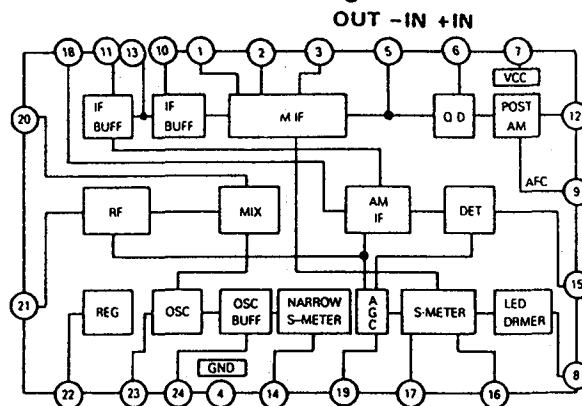 OUT -IN +IN
18 11 13 10 1 2 3 5 6 7
VCC
IF BUFF
IF BUFF
M IF
Q D
POST AM
20
12
AFC
9
RF
MIX
AM IF
DET
21
15
REG
OSC
OSC BUFF
NARROW S-METER
AGC
S-METER
LED DRMER
GND
8
22 23 24 4 14 19 17 16